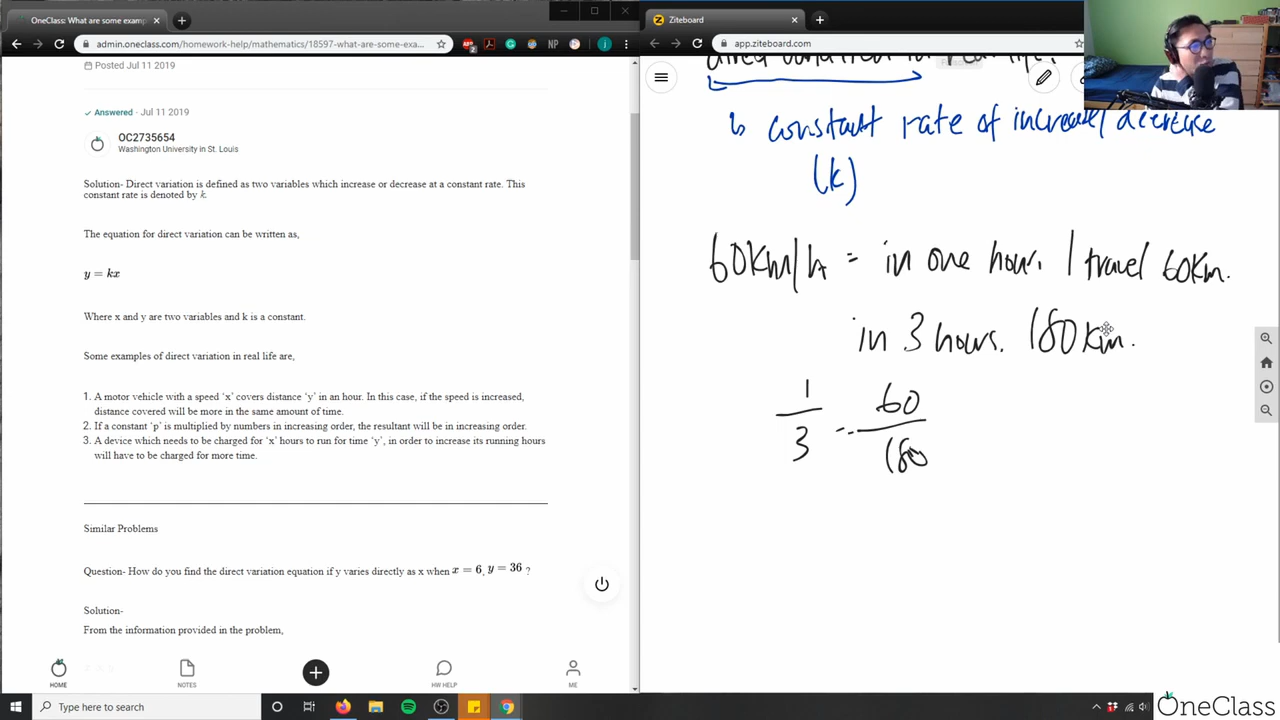 OneClass: What are some examp
admin.oneclass.com/homework-help/mathematics/18597-what-are-some-exa...
Posted Jul 11 2019
Answered - Jul 11 2019
OC2735654
Washington University in St. Louis
Solution- Direct variation is defined as two variables which increase or decrease at a constant rate. This
constant rate is denoted by k.
The equation for direct variation can be written as,
y = kx
Where x and y are two variables and k is a constant.
Some examples of direct variation in real life are,
1. A motor vehicle with a speed ‘x’ covers distance ‘y’ in an hour. In this case, if the speed is increased,
distance covered will be more in the same amount of time.
2. If a constant ‘p’ is multiplied by numbers in increasing order, the resultant will be in increasing order.
3. A device which needs to be charged for ‘x’ hours to run for time ‘y’, in order to increase its running hours
will have to be charged for more time.
Similar Problems
Question- How do you find the direct variation equation if y varies directly as x when x = 6, y = 36 ?
Solution-
From the information provided in the problem,
HOME
NOTES
HW HELP
ME
Type here to search
Ziteboard
app.ziteboard.com
direct variation in real life?
constant rate of increase/decrease
(k)
60km/h = in one hour. I travel 60km.
in 3 hours. 180km.
1 60
3 180
OneClass